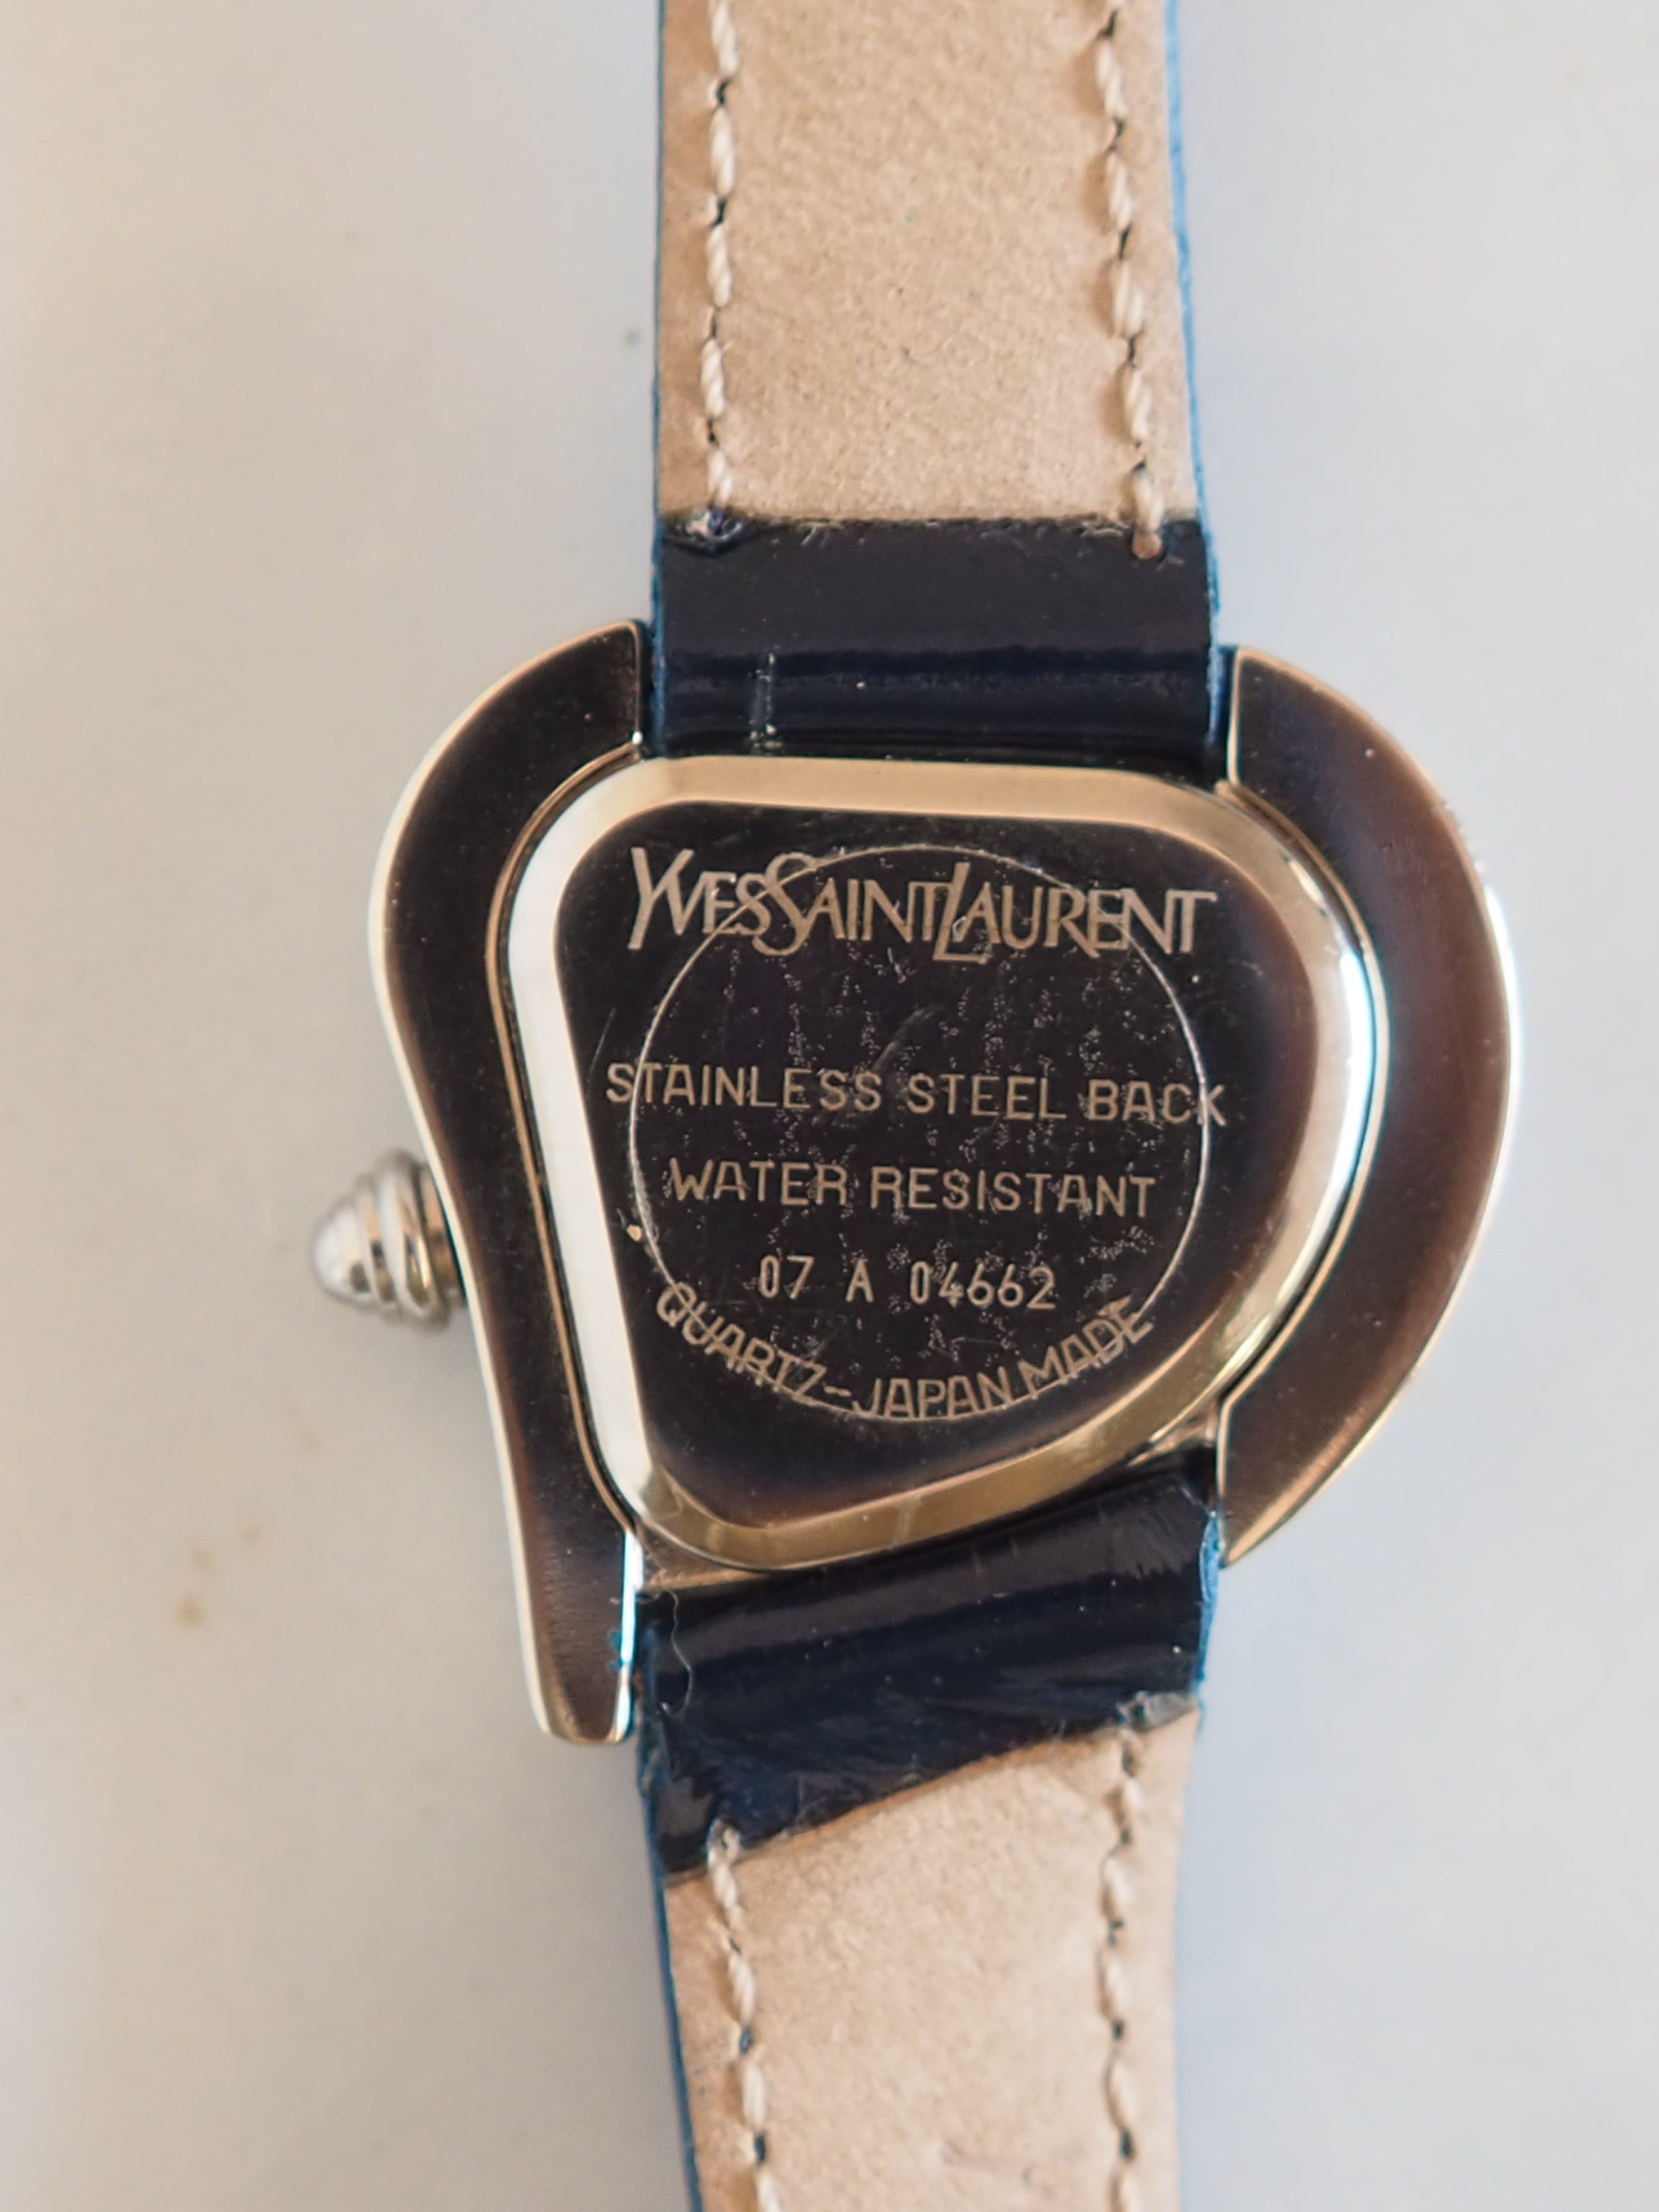 YVESSAINTLAURENT
STAINLESS STEEL BACK
WATER RESISTANT
07 A 04662
QUARTZ-JAPAN MADE